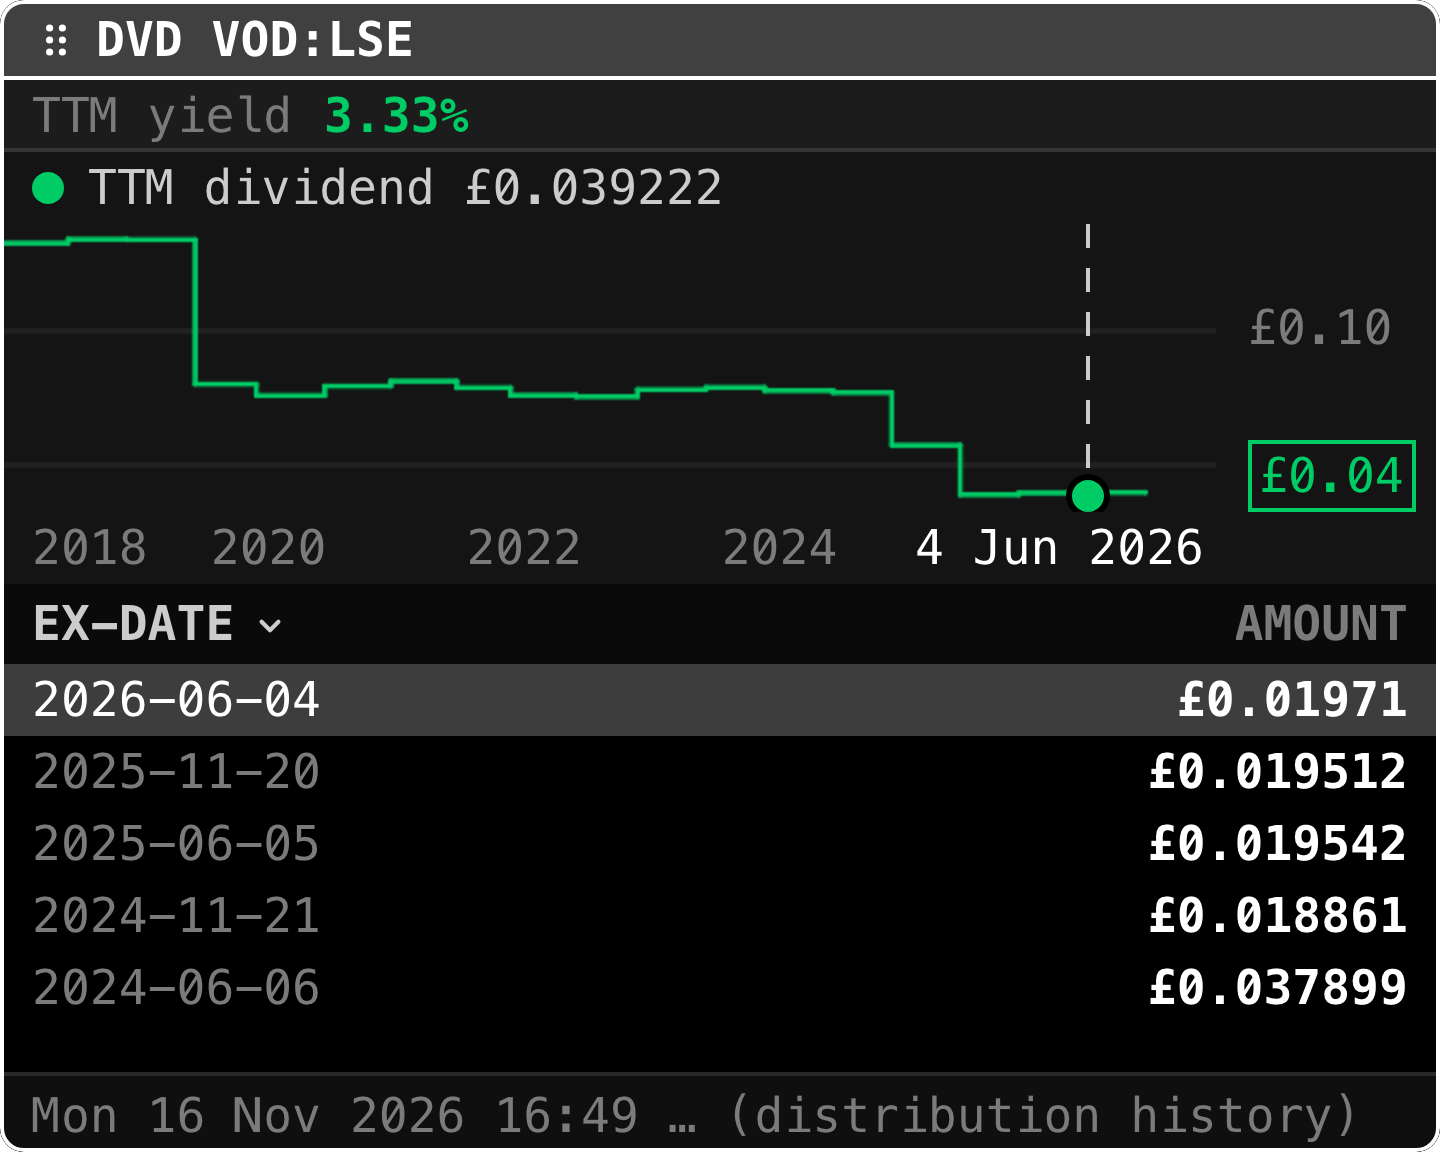 DVD VOD:LSE
TTM yield 3.33%
TTM dividend £0.039222
£0.10
£0.04
2018 2020 2022 2024 4 Jun 2026
EX-DATE AMOUNT
2026-06-04 £0.01971
2025-11-20 £0.019512
2025-06-05 £0.019542
2024-11-21 £0.018861
2024-06-06 £0.037899
Mon 16 Nov 2026 16:49 … (distribution history)